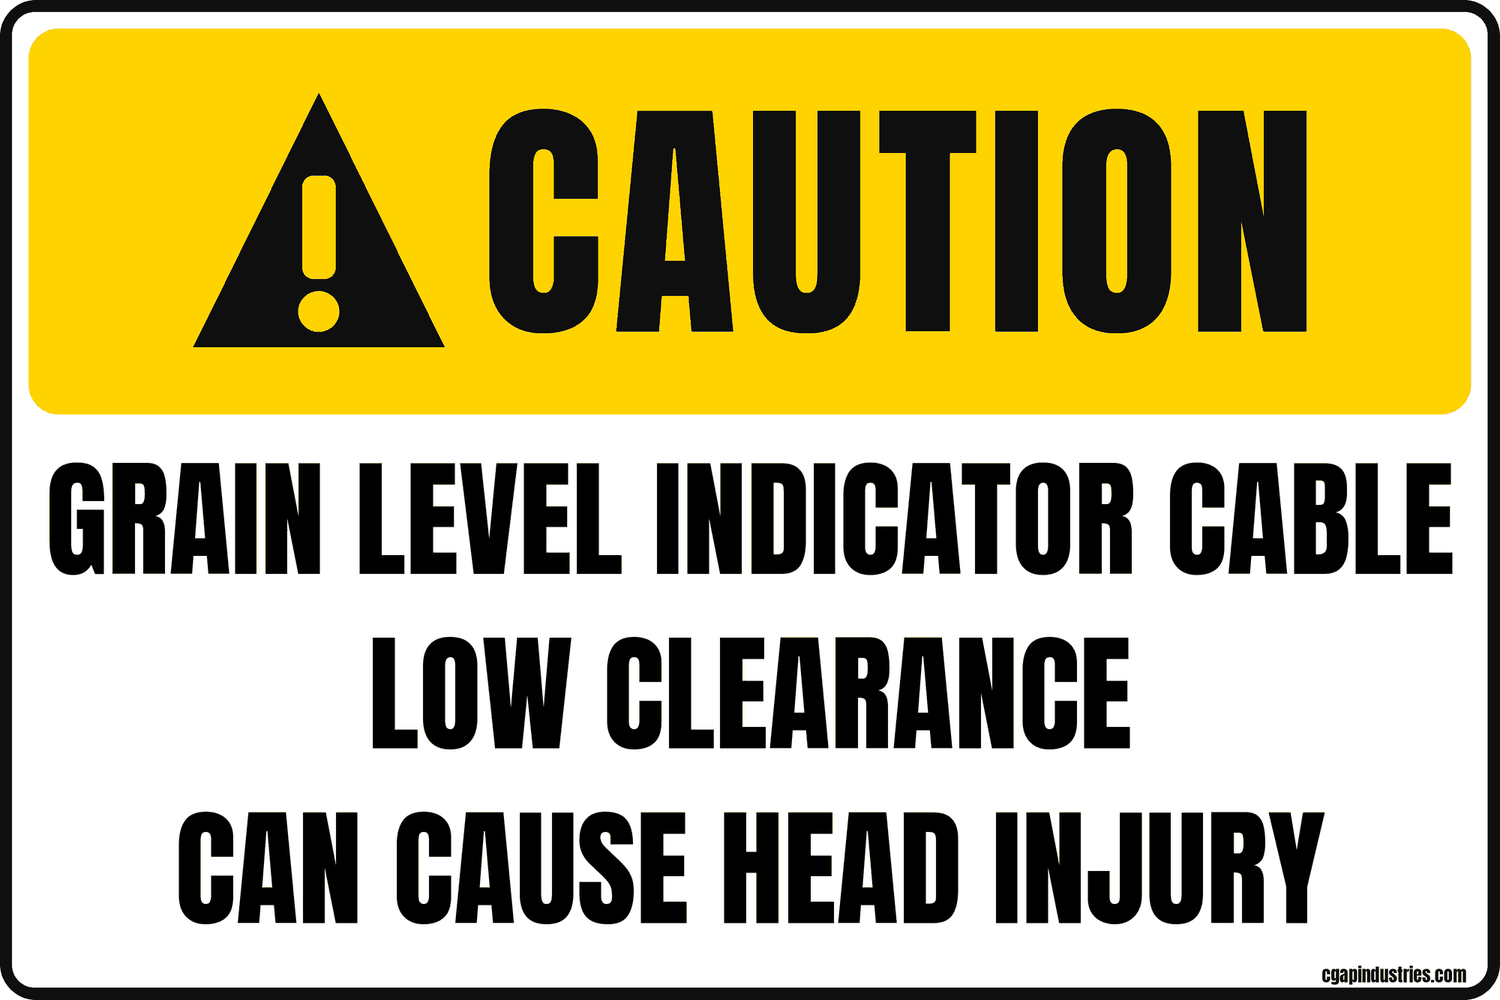 CAUTION
GRAIN LEVEL INDICATOR CABLE
LOW CLEARANCE
CAN CAUSE HEAD INJURY
cgapindustries.com